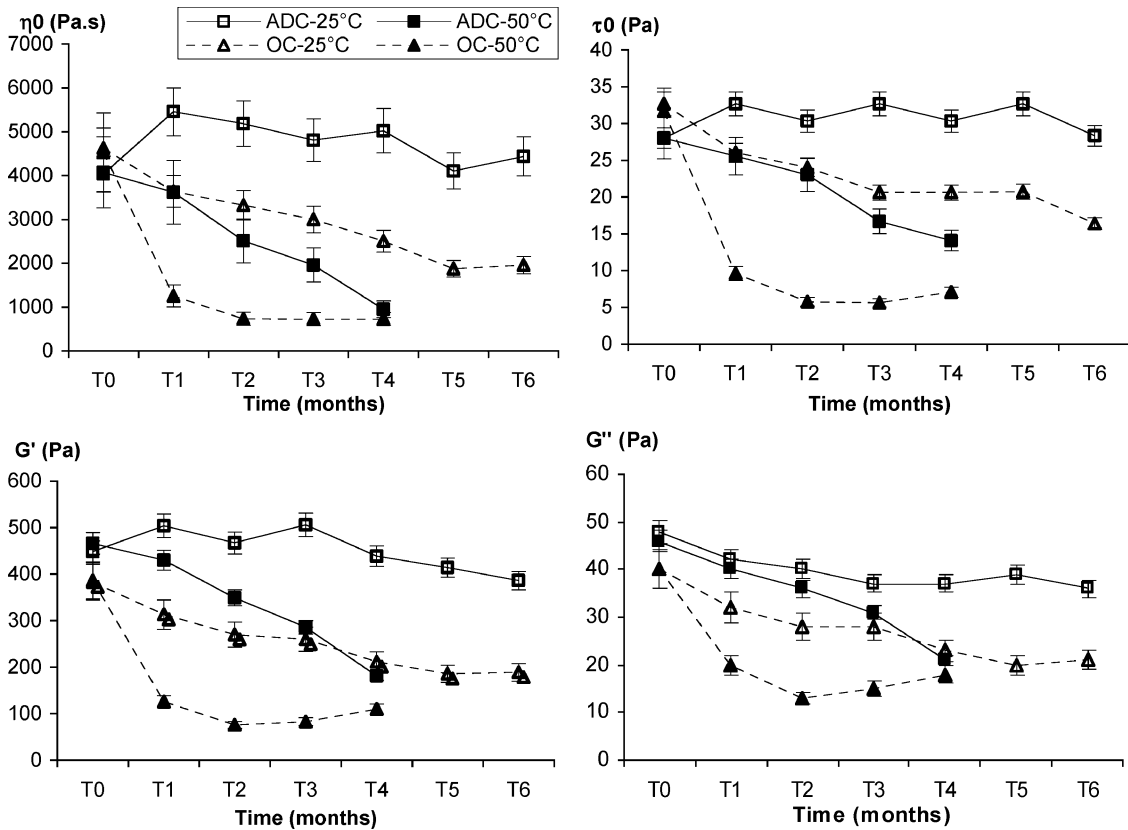 η0 (Pa.s)
ADC-25°C ADC-50°C
OC-25°C OC-50°C
7000
6000
5000
4000
3000
2000
1000
0
T0 T1 T2 T3 T4 T5 T6
Time (months)
τ0 (Pa)
40
35
30
25
20
15
10
5
0
T0 T1 T2 T3 T4 T5 T6
Time (months)
G' (Pa)
600
500
400
300
200
100
0
T0 T1 T2 T3 T4 T5 T6
Time (months)
G'' (Pa)
60
50
40
30
20
10
0
T0 T1 T2 T3 T4 T5 T6
Time (months)